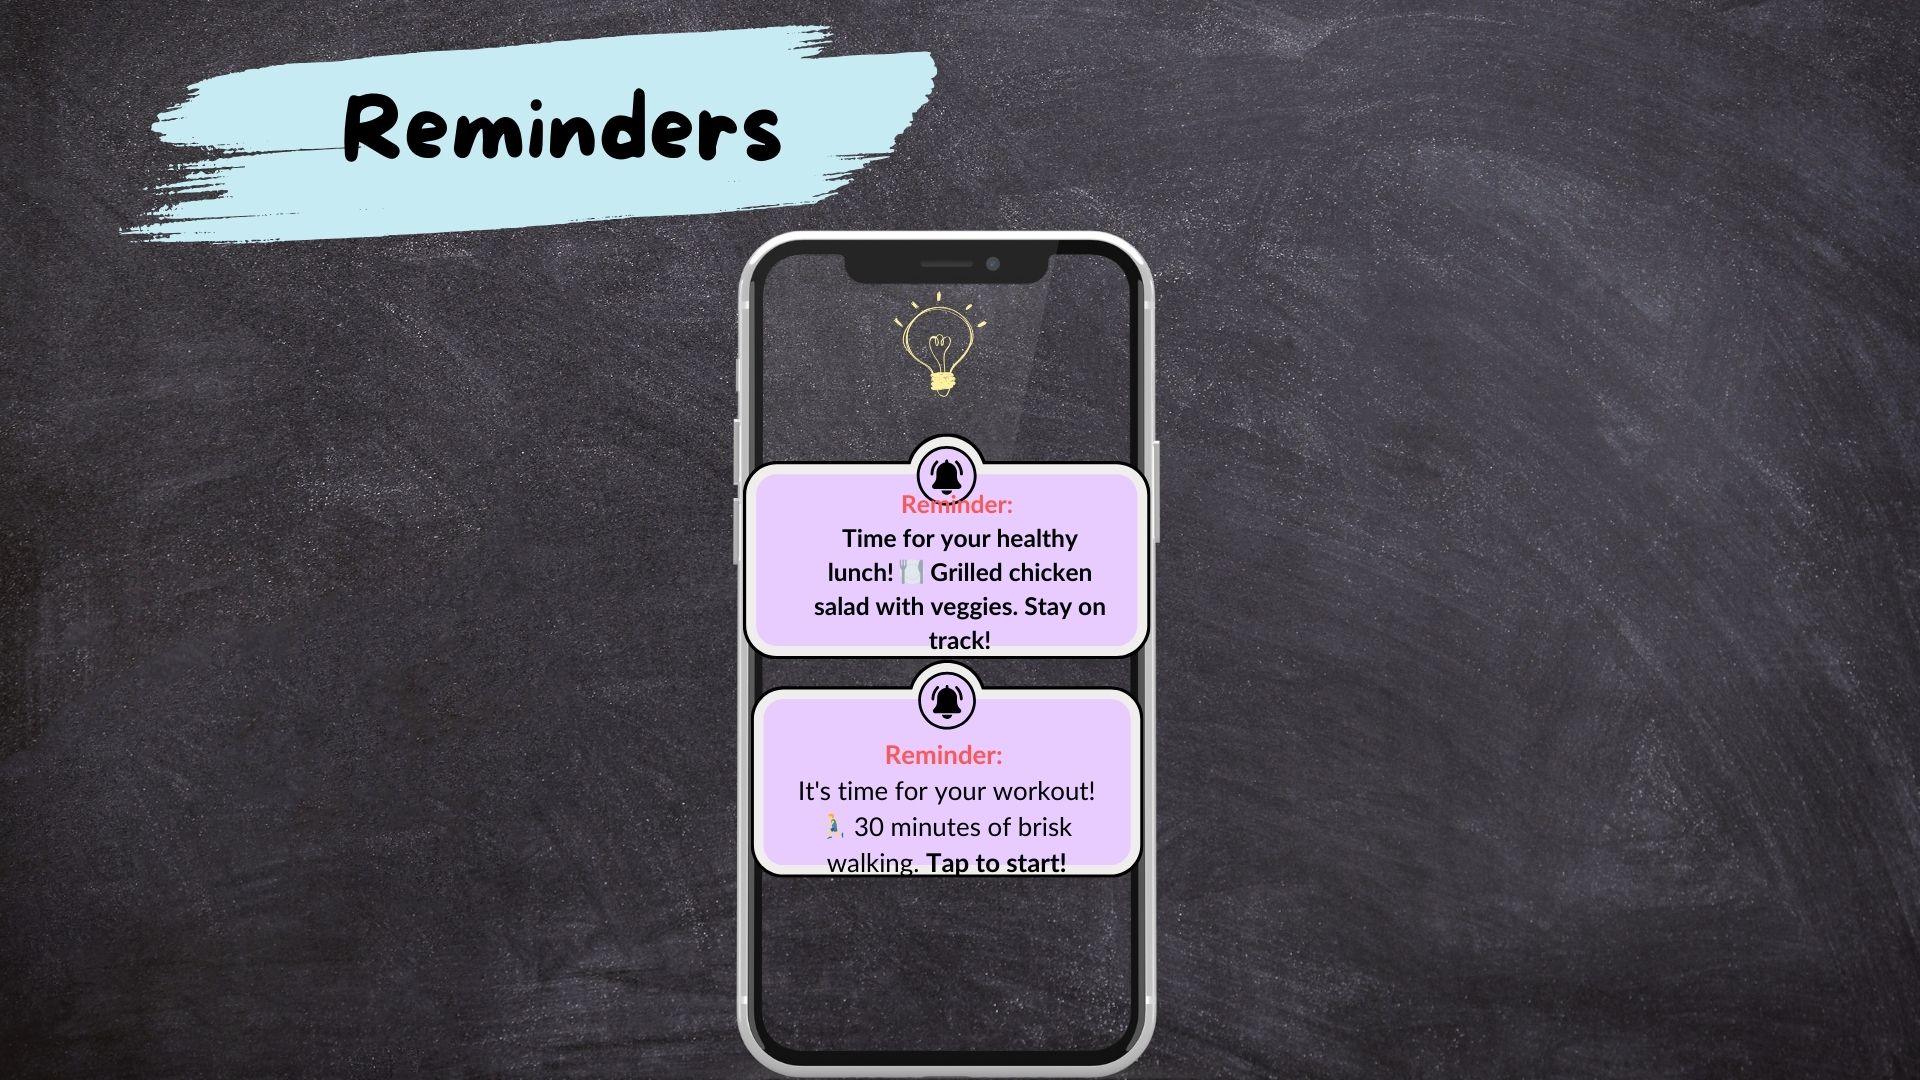 Reminders
Reminder:
Time for your healthy
lunch! 🍽️ Grilled chicken
salad with veggies. Stay on
track!
Reminder:
It's time for your workout!
🏃 30 minutes of brisk
walking. Tap to start!